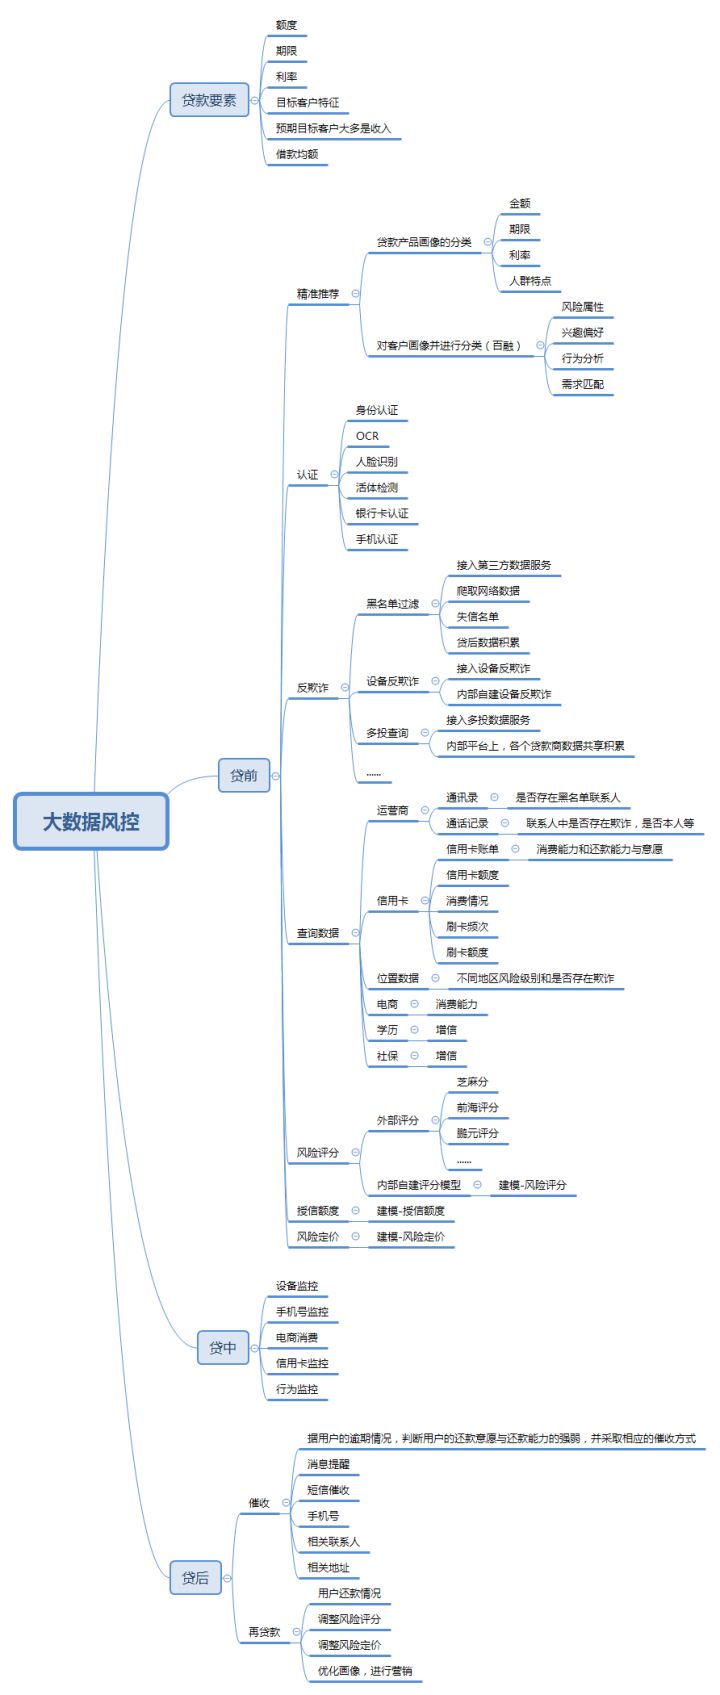 额度
期限
利率
贷款要素
目标客户特征
预期目标客户大多是收入
借款均额
金额
期限
贷款产品画像的分类
利率
人群特点
精准推荐
风险属性
兴趣偏好
对客户画像并进行分类（百融）
行为分析
需求匹配
身份认证
OCR
人脸识别
认证
活体检测
银行卡认证
手机认证
接入第三方数据服务
爬取网络数据
黑名单过滤
失信名单
贷后数据积累
接入设备反欺诈
设备反欺诈
反欺诈
内部自建设备反欺诈
接入多投数据服务
多投查询
内部平台上，各个贷款商数据共享积累
......
贷前
大数据风控
通讯录 是否存在黑名单联系人
运营商
通话记录 联系人中是否存在欺诈，是否本人等
信用卡账单 消费能力和还款能力与意愿
信用卡额度
信用卡 消费情况
刷卡频次
查询数据
刷卡额度
位置数据 不同地区风险级别和是否存在欺诈
电商 消费能力
学历 增信
社保 增信
芝麻分
前海评分
外部评分
鹏元评分
风险评分
......
内部自建评分模型 建模-风险评分
授信额度 建模-授信额度
风险定价 建模-风险定价
设备监控
手机号监控
电商消费
贷中
信用卡监控
行为监控
据用户的逾期情况，判断用户的还款意愿与还款能力的强弱，并采取相应的催收方式
消息提醒
短信催收
催收
手机号
相关联系人
相关地址
贷后
用户还款情况
调整风险评分
再贷款
调整风险定价
优化画像，进行营销